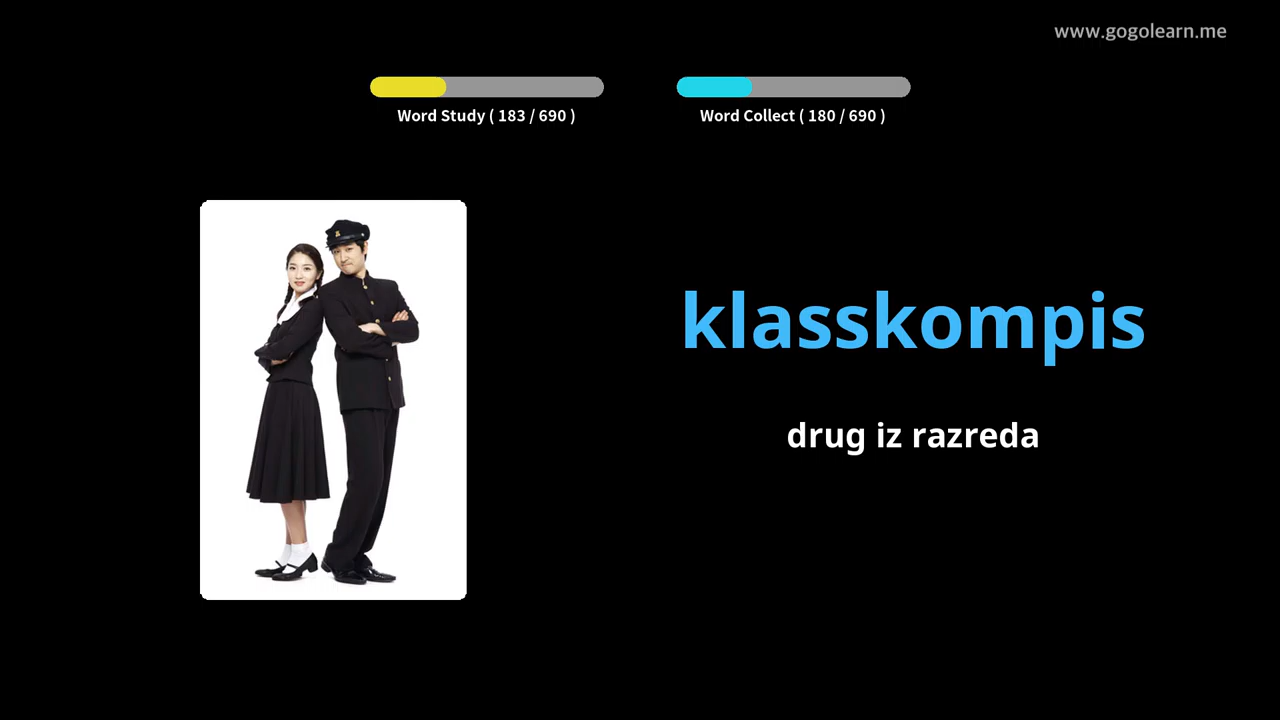 www.gogolearn.me
Word Study ( 183 / 690 )
Word Collect ( 180 / 690 )
klasskompis
drug iz razreda